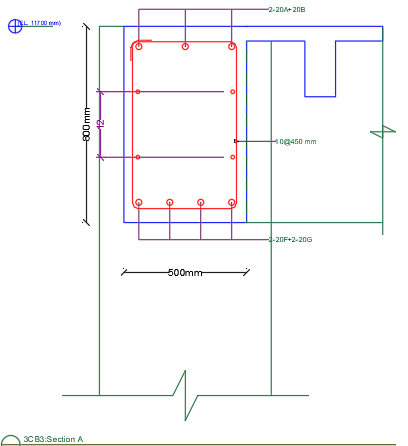 2-20A+20B
(EL. 11700 mm)
800mm
12
10@450 mm
2-20F+2-20G
500mm
3CB3:Section A